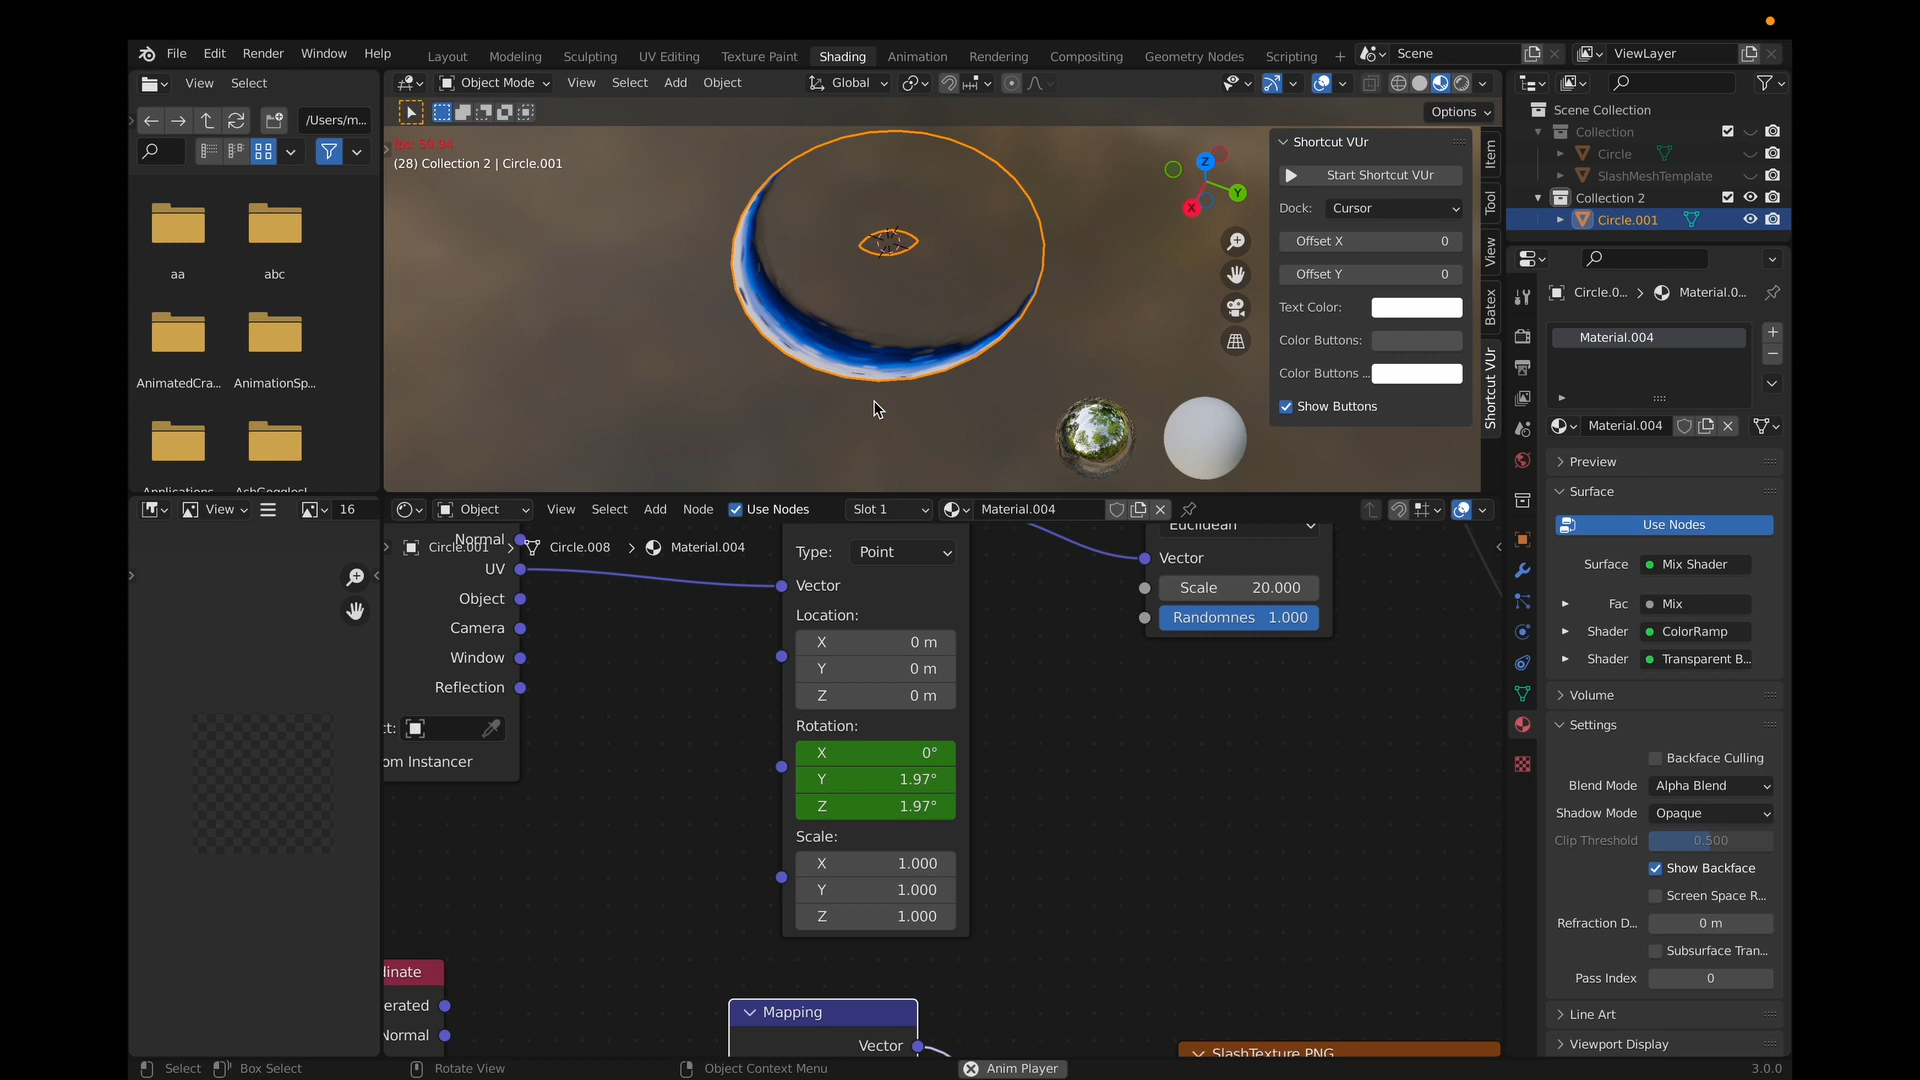 File Edit Render Window Help
Layout Modeling Sculpting UV Editing Texture Paint Shading Animation Rendering Compositing Geometry Nodes Scripting +
Scene
ViewLayer
View Select
Object Mode View Select Add Object
Global
/Users/m...
Options
fps: 59.94
(28) Collection 2 | Circle.001
Shortcut VUr
Start Shortcut VUr
Dock: Cursor
Offset X 0
Offset Y 0
Text Color:
Color Buttons:
Color Buttons ...
Show Buttons
Item
Tool
View
Batex
Shortcut VUr
Z
Y
X
aa
abc
AnimatedCra...
AnimationSp...
Scene Collection
Collection
Circle
SlashMeshTemplate
Collection 2
Circle.001
Circle.0... > Material.0...
Material.004
Material.004
Preview
Surface
Use Nodes
Surface Mix Shader
Fac Mix
Shader ColorRamp
Shader Transparent B...
Volume
Settings
Backface Culling
Blend Mode Alpha Blend
Shadow Mode Opaque
Clip Threshold 0.500
Show Backface
Screen Space R...
Refraction D... 0 m
Subsurface Tran...
Pass Index 0
Line Art
Viewport Display
View
16
Object View Select Add Node Use Nodes Slot 1 Material.004
Circle.001 > Circle.008 > Material.004
Normal
UV
Object
Camera
Window
Reflection
ct:
om Instancer
Type: Point
Vector
Location:
X 0 m
Y 0 m
Z 0 m
Rotation:
X 0°
Y 1.97°
Z 1.97°
Scale:
X 1.000
Y 1.000
Z 1.000
Euclidean
Vector
Scale 20.000
Randomnes 1.000
dinate
erated
Normal
Mapping
Vector
SlashTexture PNG
Select Box Select Rotate View Object Context Menu Anim Player 3.0.0